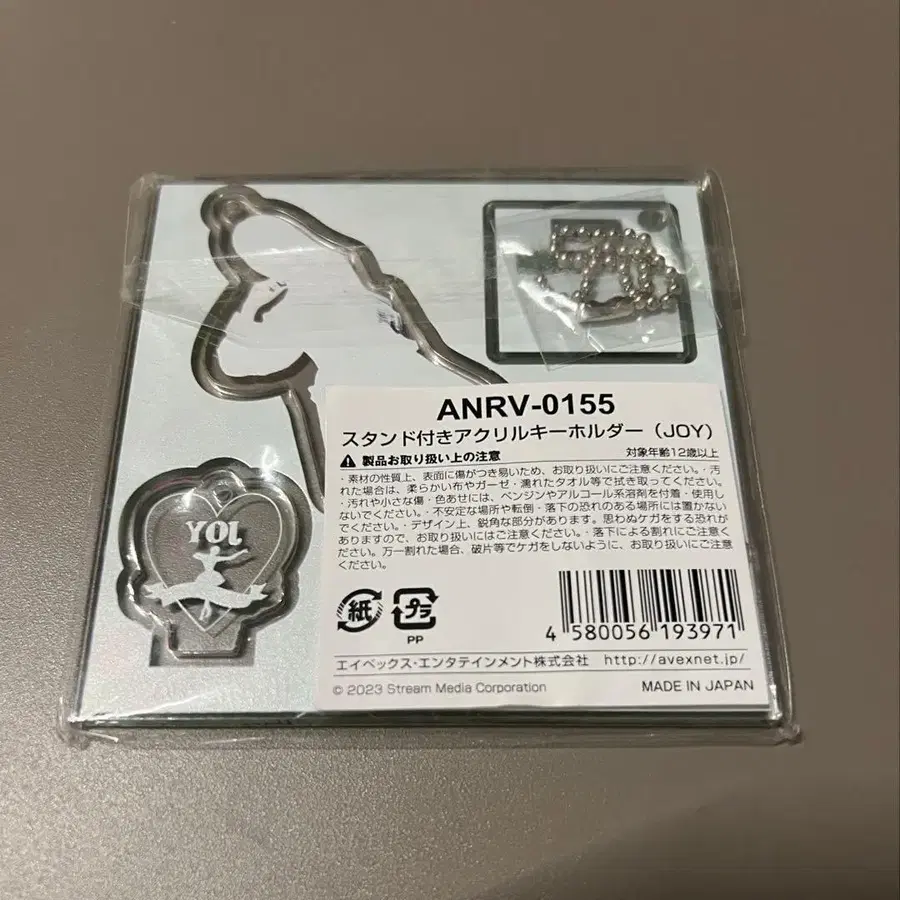 ANRV-0155
スタンド付きアクリルキーホルダー（JOY）
製品お取り扱い上の注意
対象年齢12歳以上
・素材の性質上、表面に傷がつき易いため、お取り扱いにご注意ください。・汚
れた場合は、柔らかい布やガーゼ・濡れたタオル等で拭き取ってください。
・汚れや小さな傷・色あせには、ベンジンやアルコール系溶剤を付着・使用し
ないでください。・不安定な場所や転倒・落下の恐れのある場所には置かない
でください。・デザイン上、鋭角な部分があります。思わぬケガをする恐れが
ありますので、お取り扱いにはご注意ください。・落下による割れにご注意く
ださい。万一割れた場合、破片等でケガをしないように、お取り扱いにご注意
ください。
JOY
紙
プラ
PP
4 580056 193971
エイベックス・エンタテインメント株式会社 http://avexnet.jp/
© 2023 Stream Media Corporation
MADE IN JAPAN